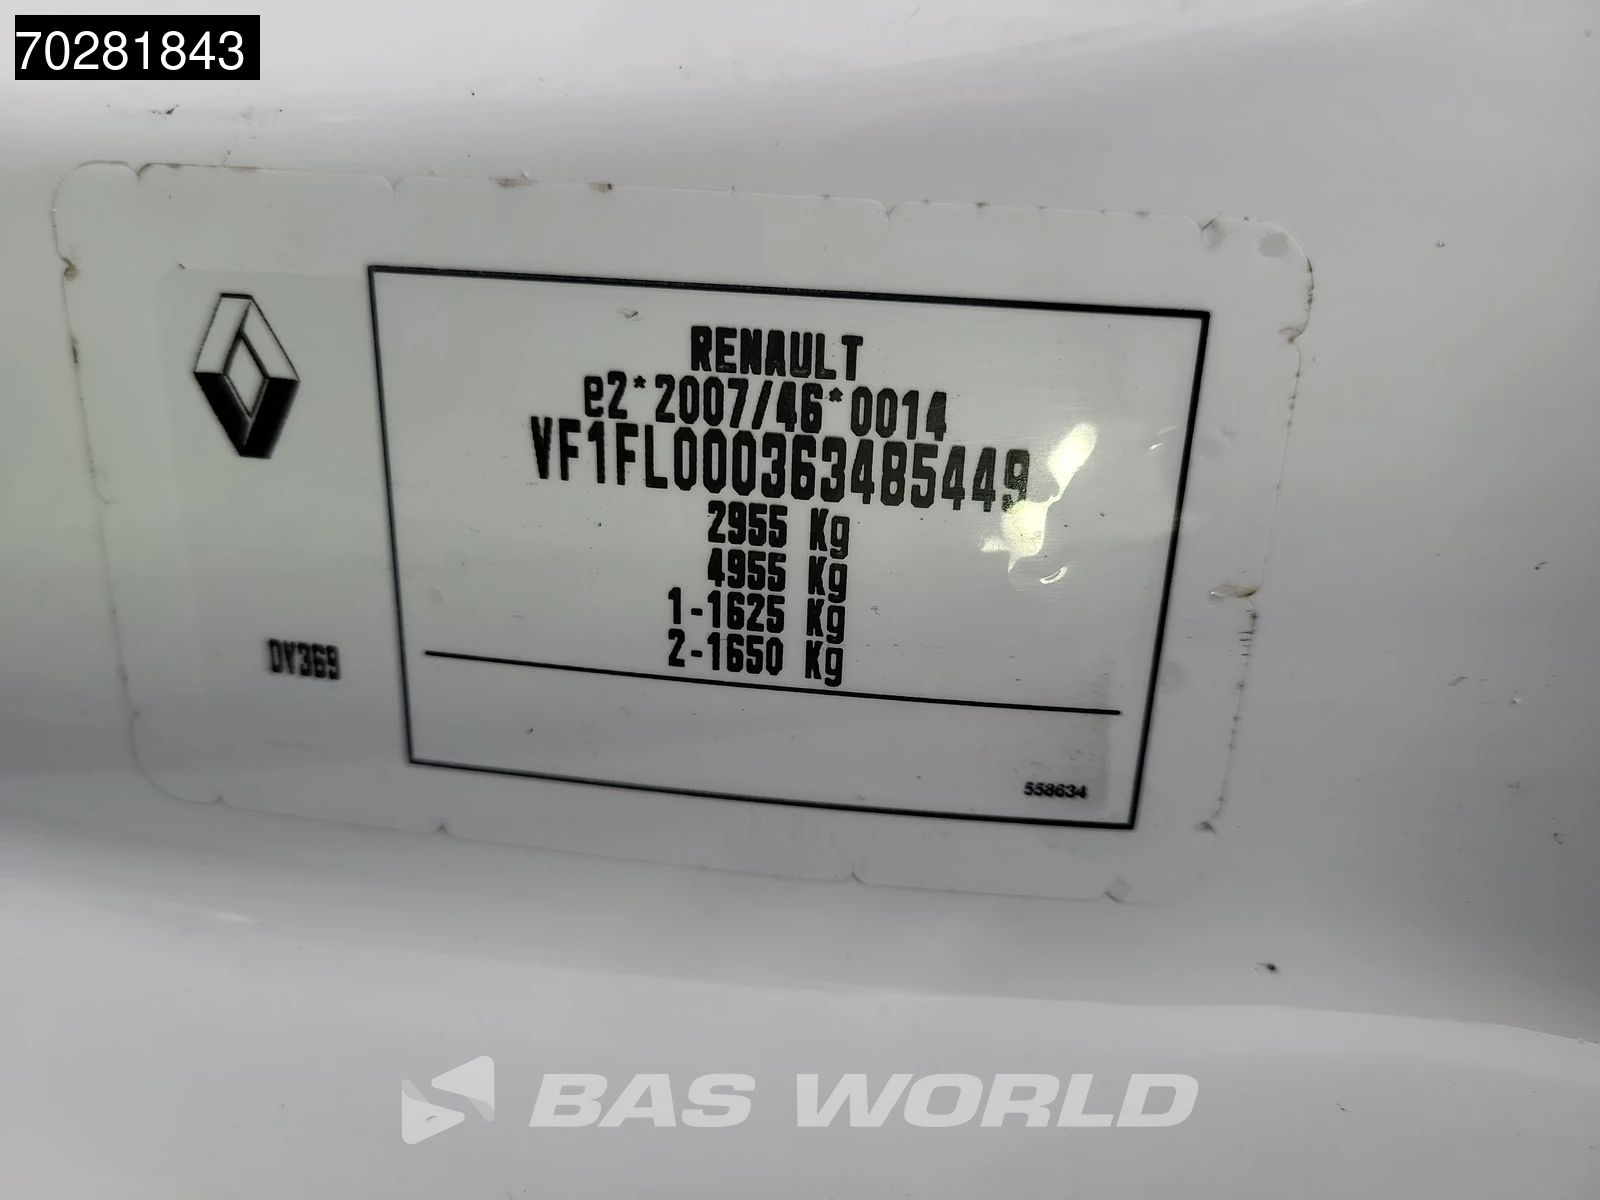 70281843
RENAULT
e2*2007/46*0014
VF1FL000363485449
2955 Kg
4955 Kg
1-1625 Kg
2-1650 Kg
DV369
558634
BAS WORLD